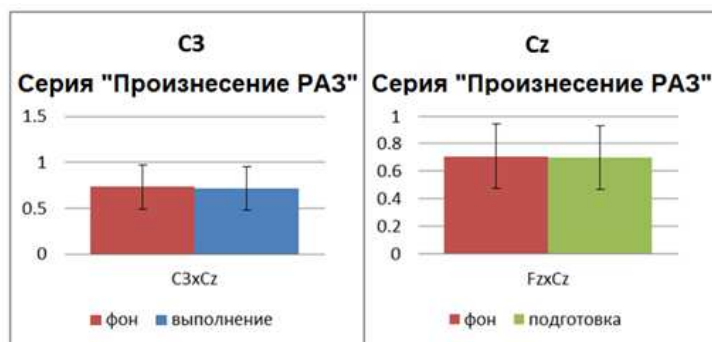 C3
Серия "Произнесение РАЗ"
1.5
1
0.5
0
C3xCz
фон выполнение
Cz
Серия "Произнесение РАЗ"
1
0.8
0.6
0.4
0.2
0
FzxCz
фон подготовка